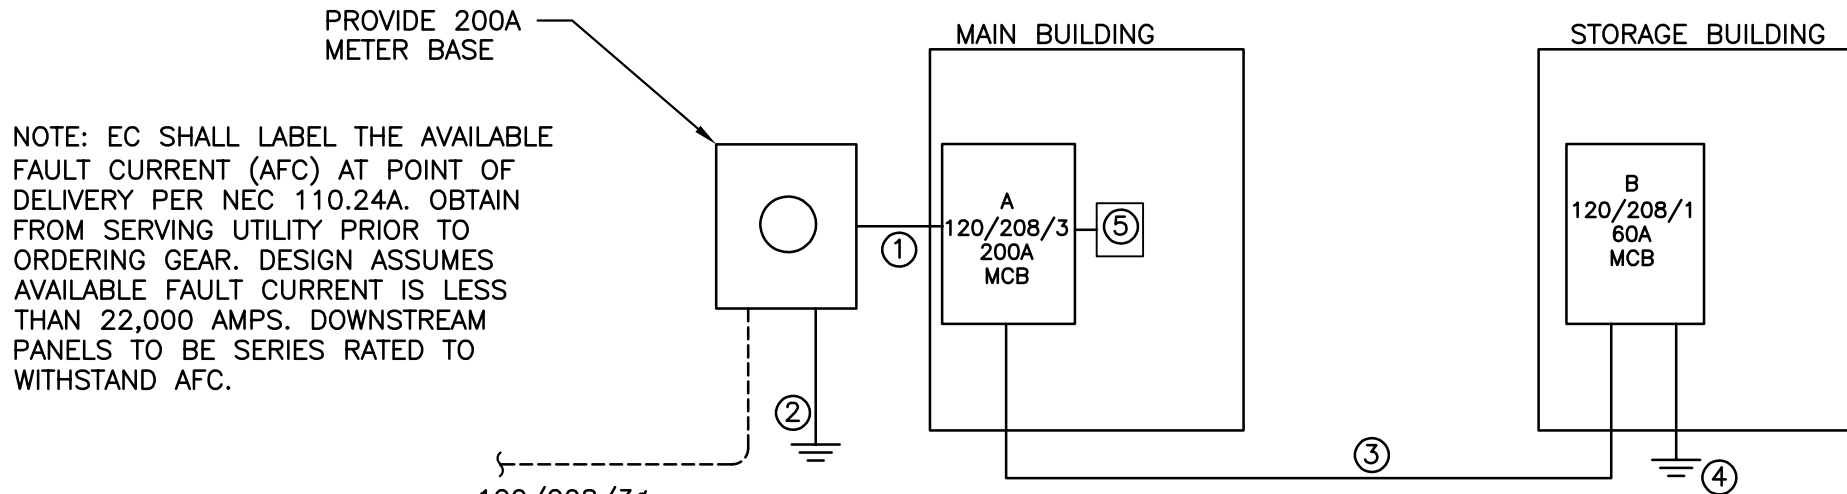 PROVIDE 200A
METER BASE
MAIN BUILDING
STORAGE BUILDING
NOTE: EC SHALL LABEL THE AVAILABLE
FAULT CURRENT (AFC) AT POINT OF
DELIVERY PER NEC 110.24A. OBTAIN
FROM SERVING UTILITY PRIOR TO
ORDERING GEAR. DESIGN ASSUMES
AVAILABLE FAULT CURRENT IS LESS
THAN 22,000 AMPS. DOWNSTREAM
PANELS TO BE SERIES RATED TO
WITHSTAND AFC.
1
A
120/208/3
200A
MCB
5
B
120/208/1
60A
MCB
2
3
4